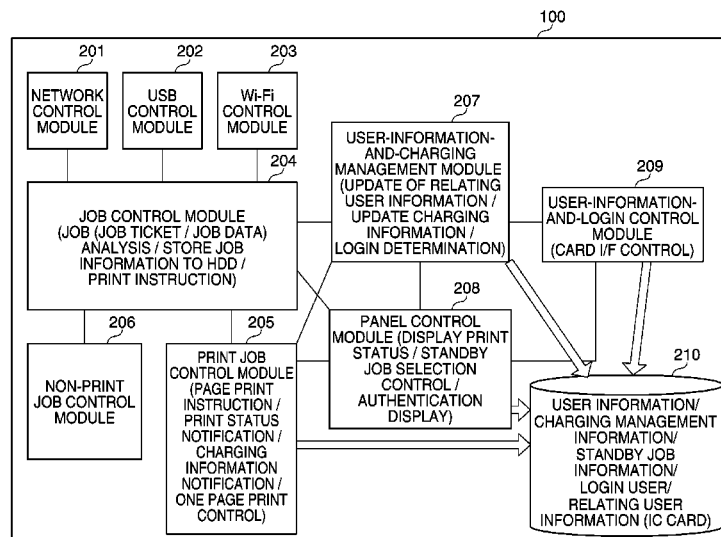 100
201
202
203
NETWORK
CONTROL
MODULE
USB
CONTROL
MODULE
Wi-Fi
CONTROL
MODULE
204
JOB CONTROL MODULE
(JOB (JOB TICKET / JOB DATA)
ANALYSIS / STORE JOB
INFORMATION TO HDD /
PRINT INSTRUCTION)
207
USER-INFORMATION-
AND-CHARGING
MANAGEMENT MODULE
(UPDATE OF RELATING
USER INFORMATION /
UPDATE CHARGING
INFORMATION /
LOGIN DETERMINATION)
209
USER-INFORMATION-
AND-LOGIN CONTROL
MODULE
(CARD I/F CONTROL)
206
NON-PRINT
JOB CONTROL
MODULE
205
PRINT JOB
CONTROL MODULE
(PAGE PRINT
INSTRUCTION /
PRINT STATUS
NOTIFICATION /
CHARGING
INFORMATION
NOTIFICATION /
ONE PAGE PRINT
CONTROL)
208
PANEL CONTROL
MODULE (DISPLAY PRINT
STATUS / STANDBY
JOB SELECTION
CONTROL /
AUTHENTICATION
DISPLAY)
210
USER INFORMATION/
CHARGING MANAGEMENT
INFORMATION/
STANDBY JOB
INFORMATION/
LOGIN USER/
RELATING USER
INFORMATION (IC CARD)